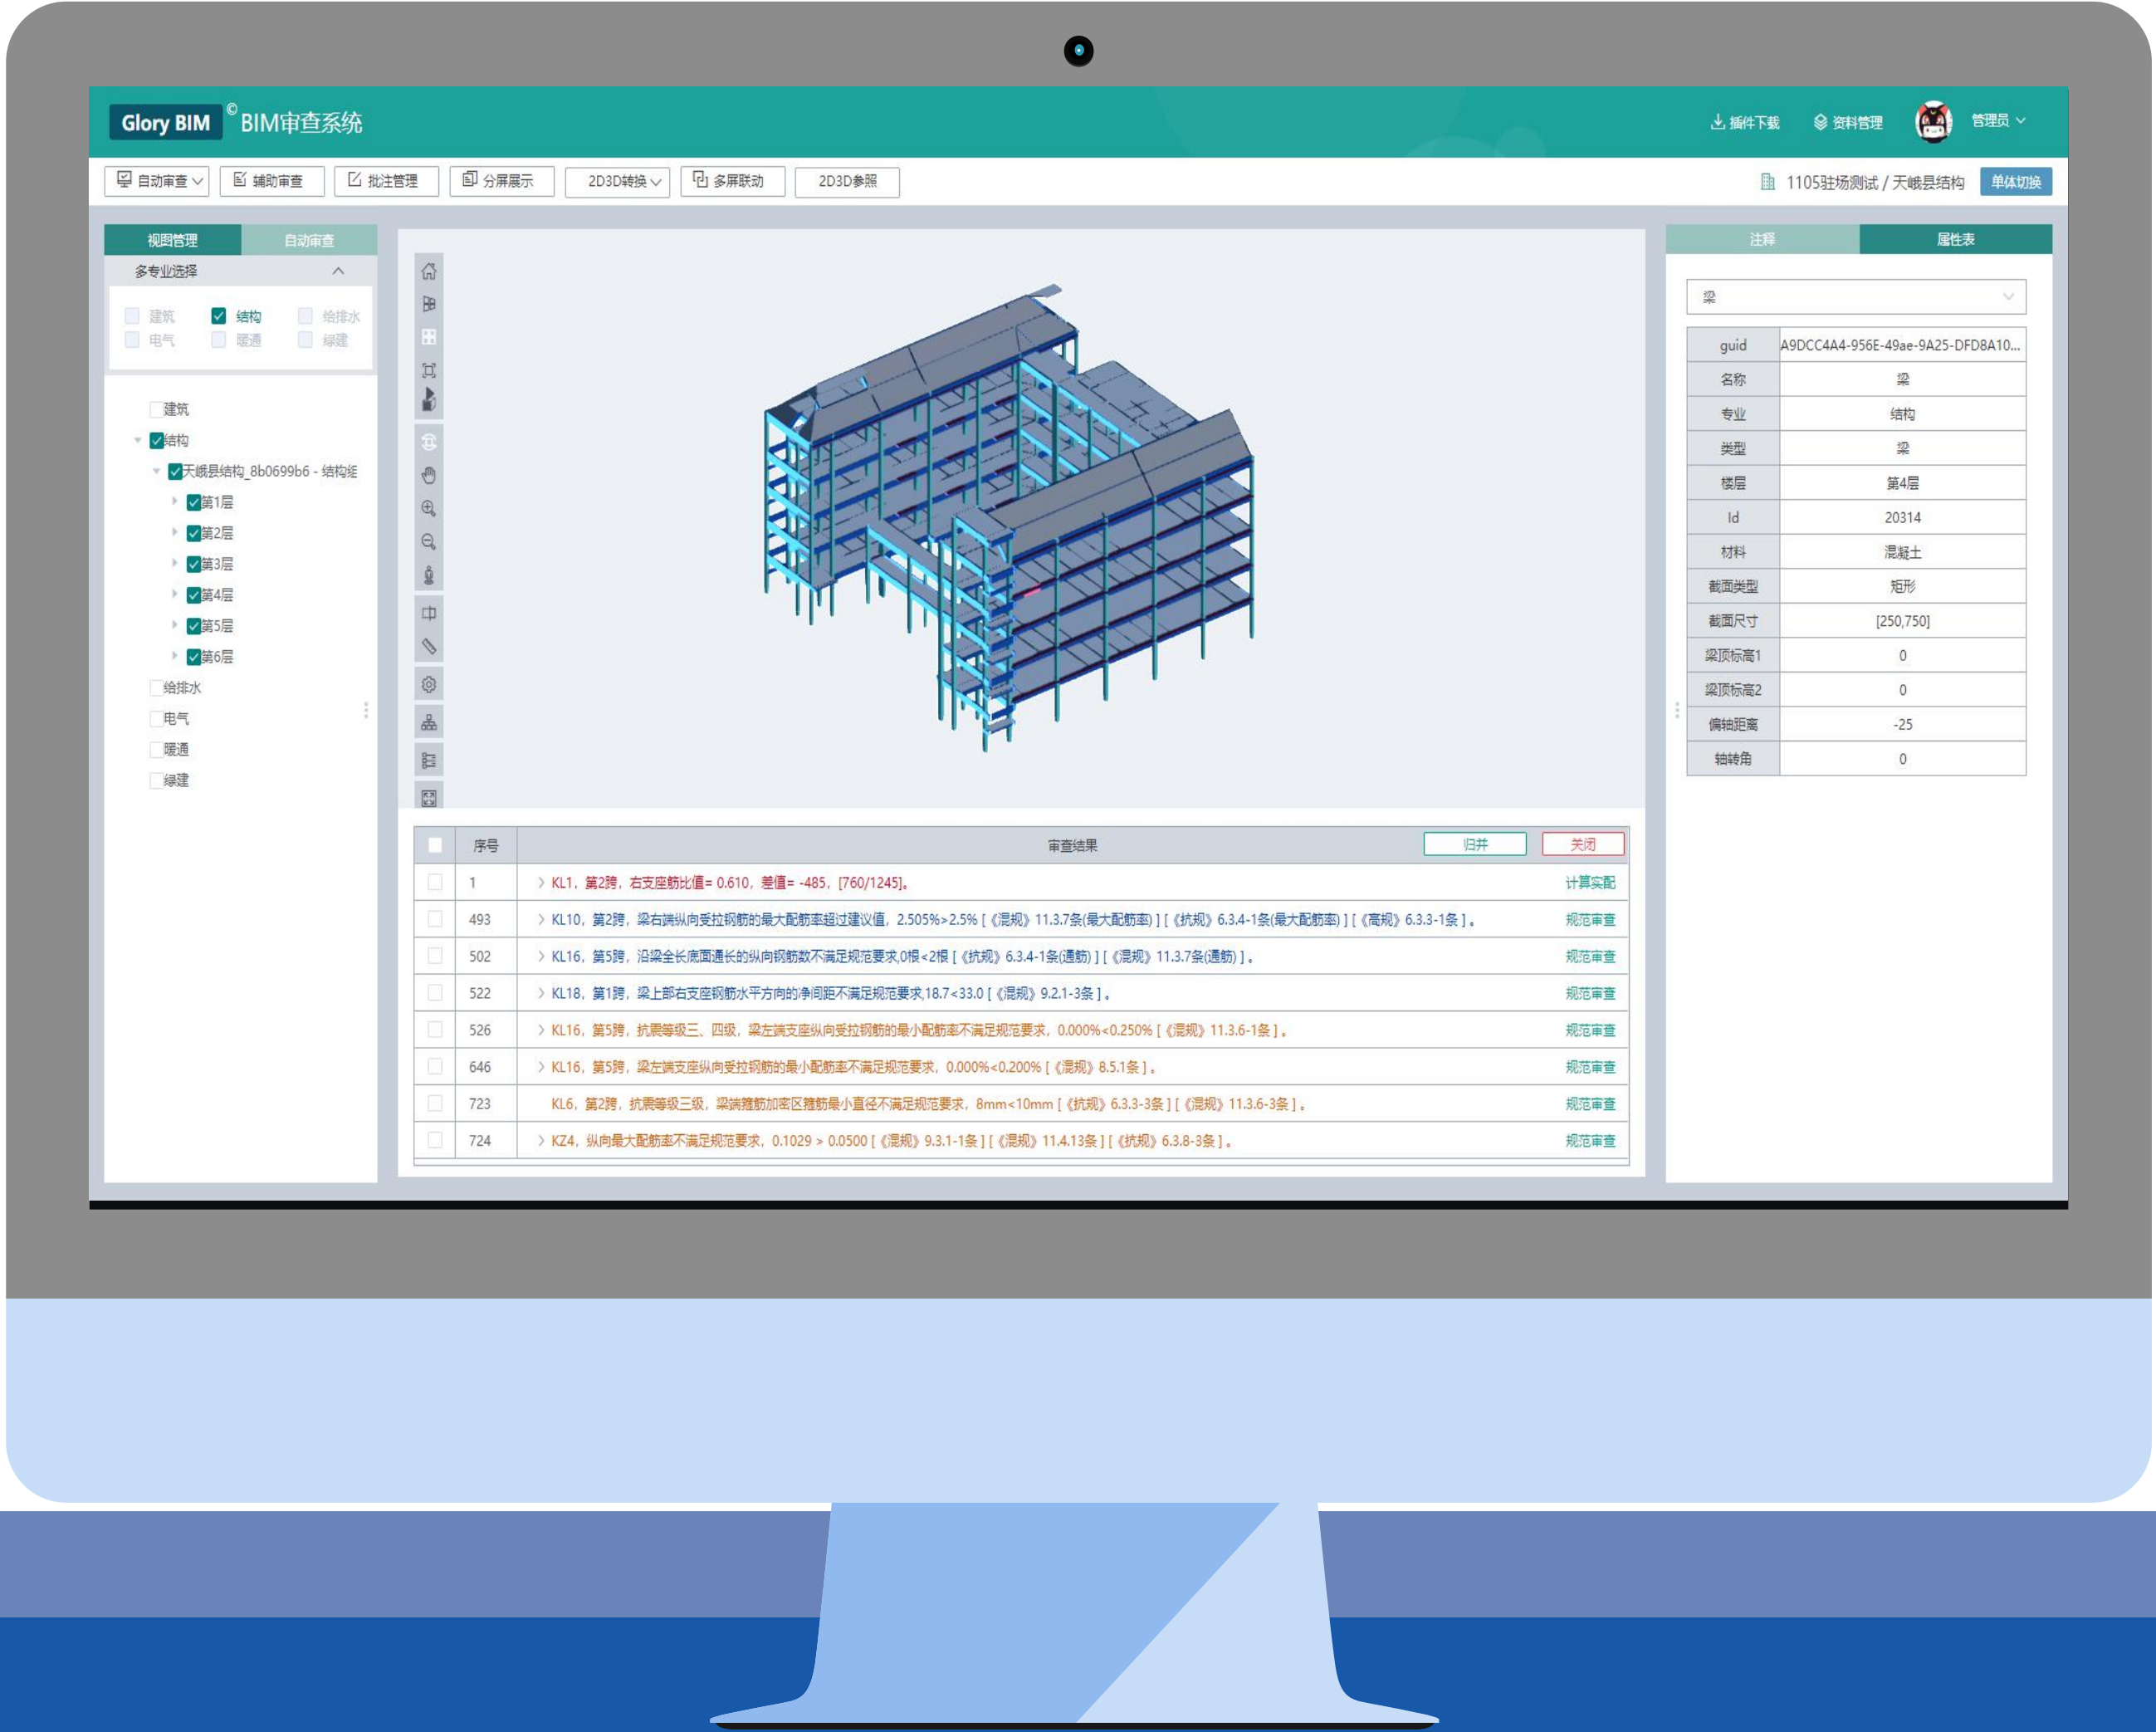 Glory BIM © BIM审查系统
插件下载 资料管理 管理员
自动审查 辅助审查 批注管理 分屏展示 2D3D转换 多屏联动 2D3D参照
1105驻场测试 / 天峨县结构 单体切换
视图管理 自动审查
多专业选择
建筑 结构 给排水
电气 暖通 绿建
建筑
结构
天峨县结构_8b0699b6 - 结构组
第1层
第2层
第3层
第4层
第5层
第6层
给排水
电气
暖通
绿建
序号 审查结果 归并 关闭
1 KL1，第2跨，右支座筋比值= 0.610，差值= -485，[760/1245]。 计算实配
493 KL10，第2跨，梁右端纵向受拉钢筋的最大配筋率超过建议值，2.505%>2.5% [《混规》11.3.7条(最大配筋率) ] [《抗规》6.3.4-1条(最大配筋率) ] [《高规》6.3.3-1条 ] 。 规范审查
502 KL16，第5跨，沿梁全长底面通长的纵向钢筋数不满足规范要求,0根<2根 [《抗规》6.3.4-1条(通筋) ] [《混规》11.3.7条(通筋) ] 。 规范审查
522 KL18，第1跨，梁上部右支座钢筋水平方向的净间距不满足规范要求,18.7<33.0 [《混规》9.2.1-3条 ] 。 规范审查
526 KL16，第5跨，抗震等级三、四级，梁左端支座纵向受拉钢筋的最小配筋率不满足规范要求，0.000%<0.250% [《混规》11.3.6-1条 ] 。 规范审查
646 KL16，第5跨，梁左端支座纵向受拉钢筋的最小配筋率不满足规范要求，0.000%<0.200% [《混规》8.5.1条 ] 。 规范审查
723 KL6，第2跨，抗震等级三级，梁端箍筋加密区箍筋最小直径不满足规范要求，8mm<10mm [《抗规》6.3.3-3条 ] [《混规》11.3.6-3条 ] 。 规范审查
724 KZ4，纵向最大配筋率不满足规范要求，0.1029 > 0.0500 [《混规》9.3.1-1条 ] [《混规》11.4.13条 ] [《抗规》6.3.8-3条 ] 。 规范审查
注释 属性表
梁
guid A9DCC4A4-956E-49ae-9A25-DFD8A10...
名称 梁
专业 结构
类型 梁
楼层 第4层
Id 20314
材料 混凝土
截面类型 矩形
截面尺寸 [250,750]
梁顶标高1 0
梁顶标高2 0
偏轴距离 -25
轴转角 0